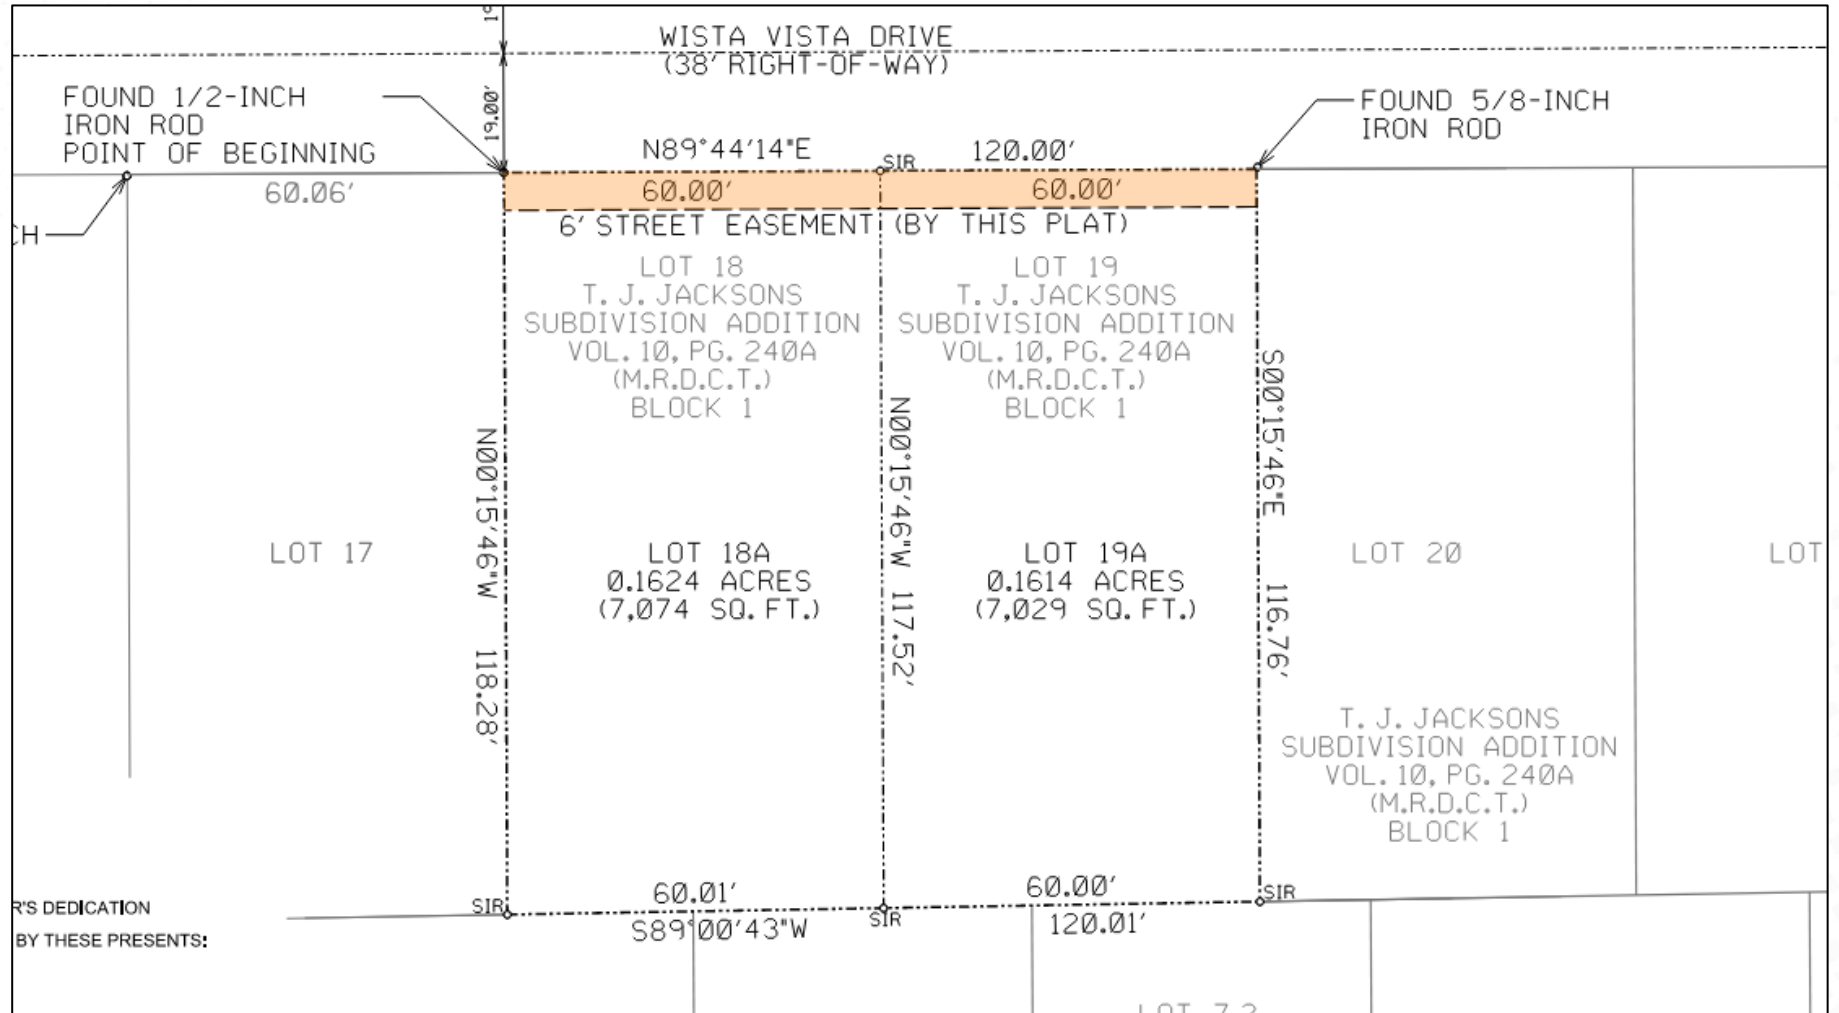 WISTA VISTA DRIVE
(38' RIGHT-OF-WAY)
19.00'
FOUND 1/2-INCH
IRON ROD
POINT OF BEGINNING
FOUND 5/8-INCH
IRON ROD
N89°44'14"E
120.00'
SIR
60.06'
60.00'
60.00'
CH
6' STREET EASEMENT (BY THIS PLAT)
LOT 18
T. J. JACKSONS
SUBDIVISION ADDITION
VOL. 10, PG. 240A
(M.R.D.C.T.)
BLOCK 1
LOT 19
T. J. JACKSONS
SUBDIVISION ADDITION
VOL. 10, PG. 240A
(M.R.D.C.T.)
BLOCK 1
N00°15'46"W 118.28'
N00°15'46"W 117.52'
S00°15'46"E 116.76'
LOT 17
LOT 18A
0.1624 ACRES
(7,074 SQ. FT.)
LOT 19A
0.1614 ACRES
(7,029 SQ. FT.)
LOT 20
LOT
T. J. JACKSONS
SUBDIVISION ADDITION
VOL. 10, PG. 240A
(M.R.D.C.T.)
BLOCK 1
R'S DEDICATION
BY THESE PRESENTS:
SIR
60.01'
SIR
60.00'
SIR
S89°00'43"W
120.01'